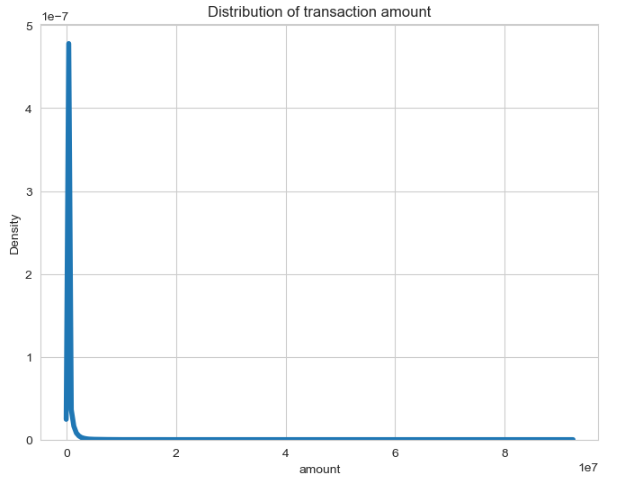 Distribution of transaction amount
1e−7
5
4
3
2
1
0
Density
0 2 4 6 8
1e7
amount